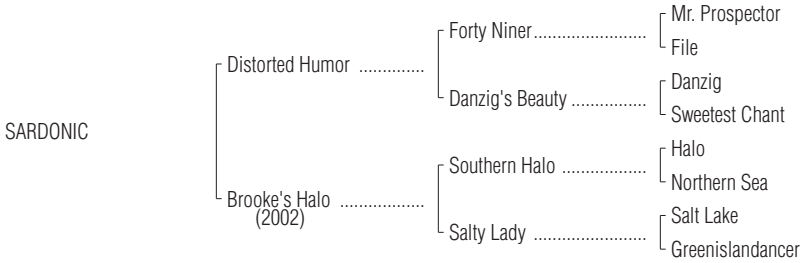 Mr. Prospector
Forty Niner.......................
File
Distorted Humor ..............
Danzig
Danzig's Beauty ................
Sweetest Chant
SARDONIC
Halo
Southern Halo ..................
Northern Sea
Brooke's Halo ..................
(2002)
Salt Lake
Salty Lady ........................
Greenislandancer